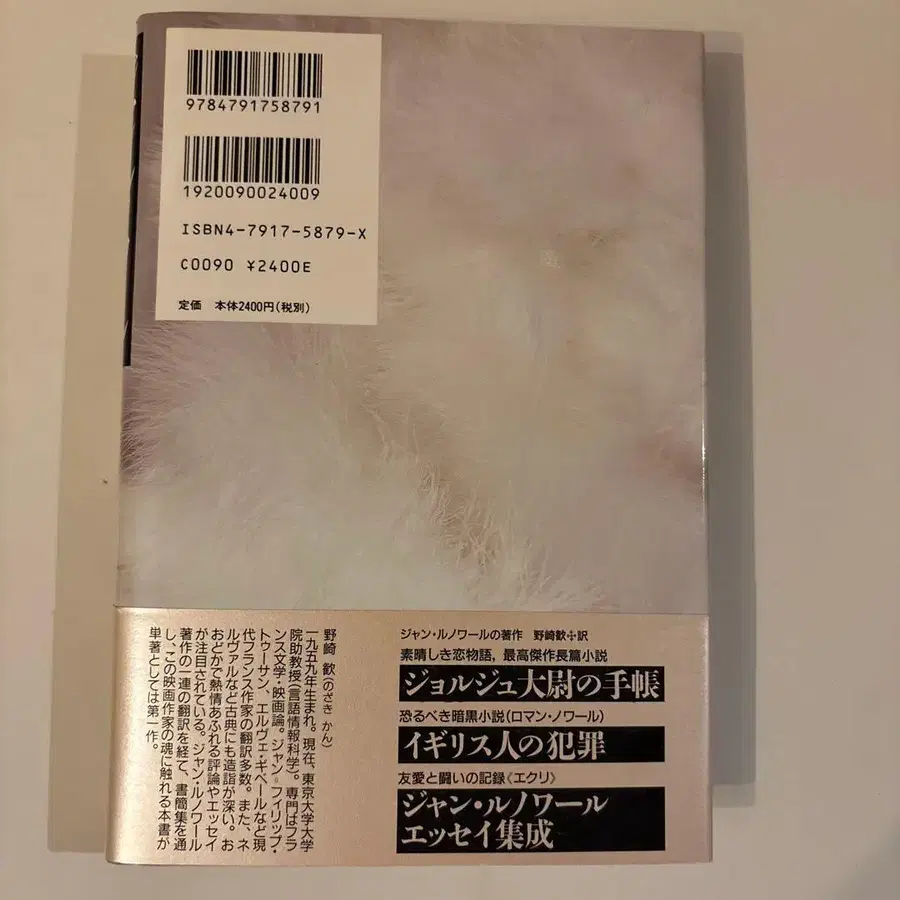 9784791758791
1920090024009
ISBN4-7917-5879-X
C0090 ¥2400E
定価 本体2400円(税別)
ジャン・ルノワールの著作 野崎歓✢訳
素晴しき恋物語，最高傑作長篇小説
ジョルジュ大尉の手帳
恐るべき暗黒小説(ロマン・ノワール)
イギリス人の犯罪
友愛と闘いの記録《エクリ》
ジャン・ルノワール
エッセイ集成
野崎 歓(のざき かん)
一九五九年生まれ。現在、東京大学大学
院助教授(言語情報科学)。専門はフラ
ンス文学・映画論。ジャン＝フィリップ・
トゥーサン、エルヴェ・ギベールなど現
代フランス作家の翻訳多数。また、ネ
ルヴァルなど古典にも造詣が深い。お
おどかで熱情あふれる評論やエッセイ
が注目されている。ジャン・ルノワール
著作の一連の翻訳を経て、書簡集を通
し、この映画作家の魂に触れる本書が
単著としては第一作。